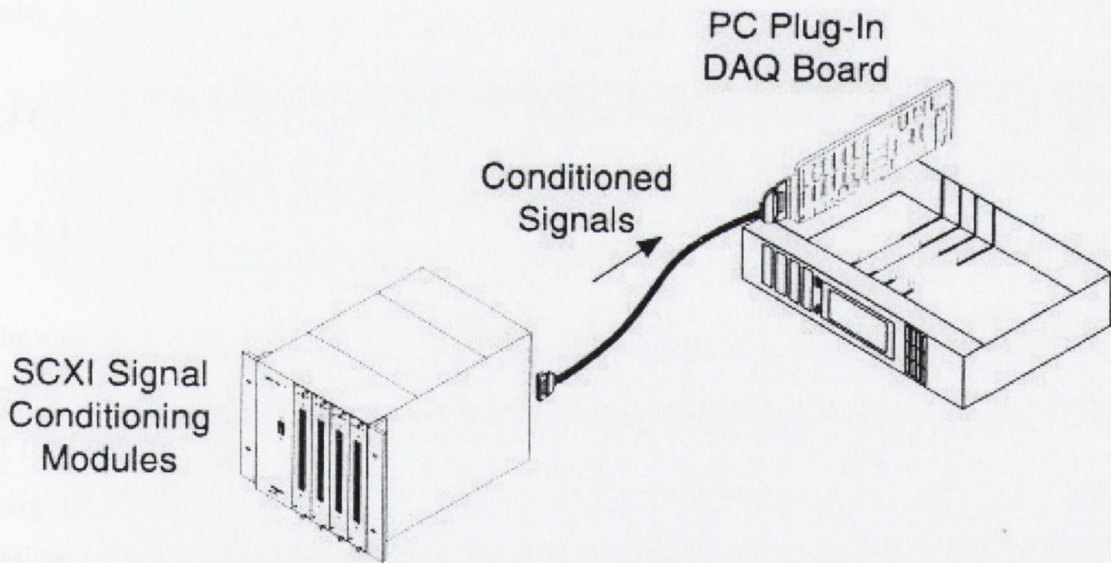 PC Plug-In
DAQ Board
Conditioned
Signals
SCXI Signal
Conditioning
Modules